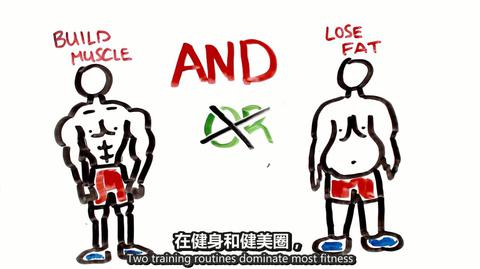 BUILD
MUSCLE
AND
OR
LOSE
FAT
在健身和健美圈，
Two training routines dominate most fitness